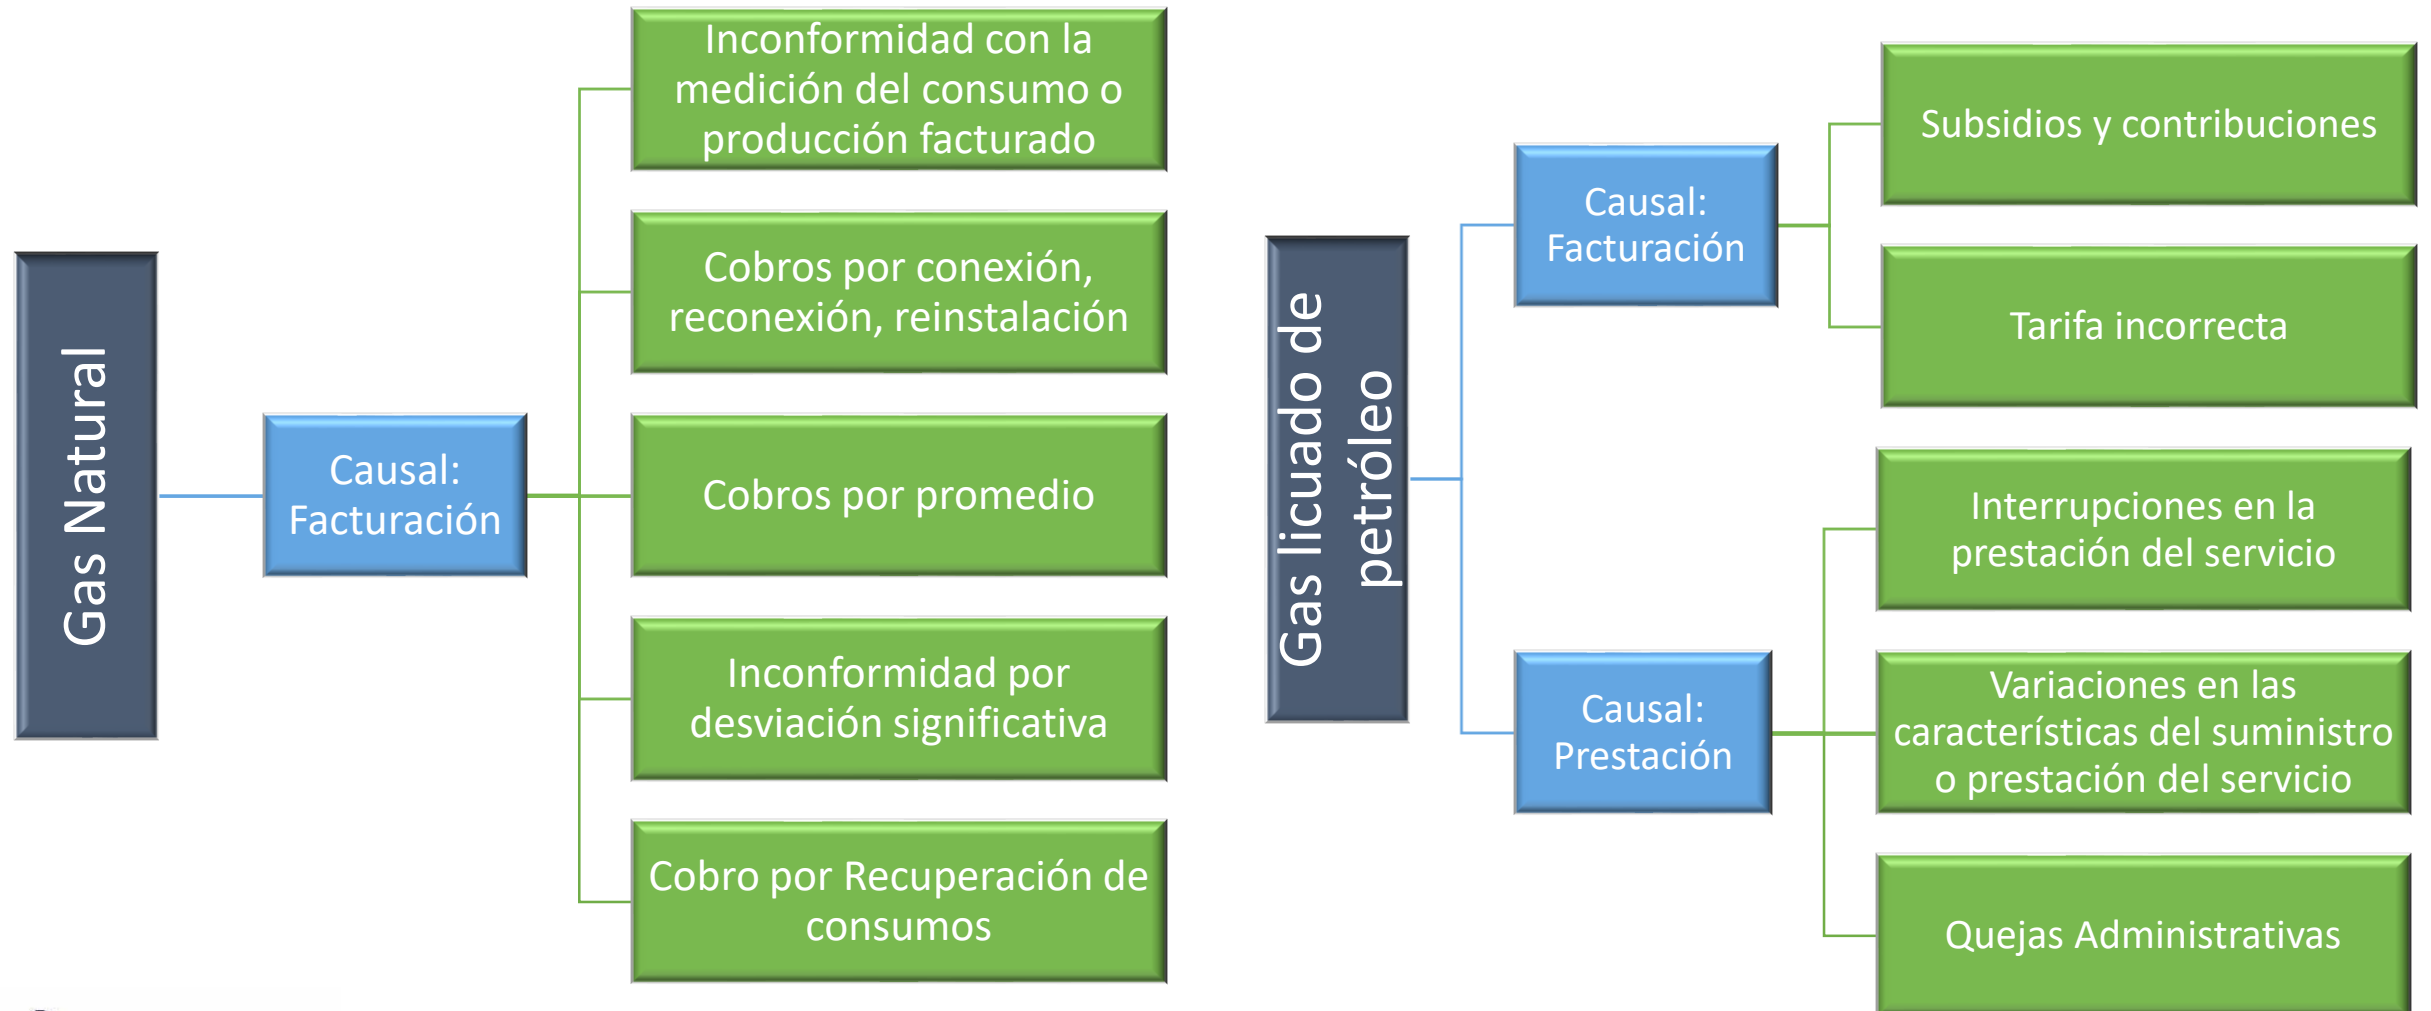 Gas Natural
Causal:
Facturación
Inconformidad con la
medición del consumo o
producción facturado
Cobros por conexión,
reconexión, reinstalación
Cobros por promedio
Inconformidad por
desviación significativa
Cobro por Recuperación de
consumos
Gas licuado de
petróleo
Causal:
Facturación
Subsidios y contribuciones
Tarifa incorrecta
Causal:
Prestación
Interrupciones en la
prestación del servicio
Variaciones en las
características del suministro
o prestación del servicio
Quejas Administrativas